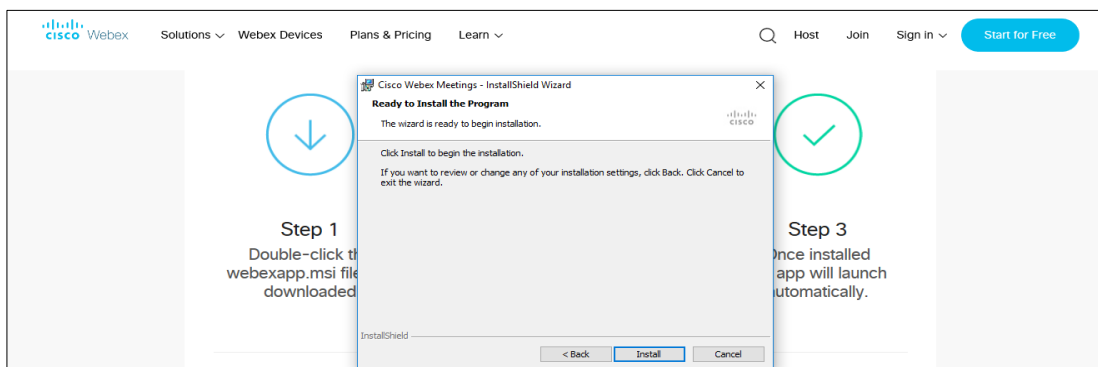 CISCO Webex Solutions Webex Devices Plans & Pricing Learn Host Join Sign in Start for Free
Cisco Webex Meetings - InstallShield Wizard
Ready to Install the Program
The wizard is ready to begin installation.
CISCO
Click Install to begin the installation.
If you want to review or change any of your installation settings, click Back. Click Cancel to
exit the wizard.
Step 1
Double-click
webexapp.msi file
downloaded
Step 3
Once installed
app will launch
automatically.
InstallShield
< Back Install Cancel